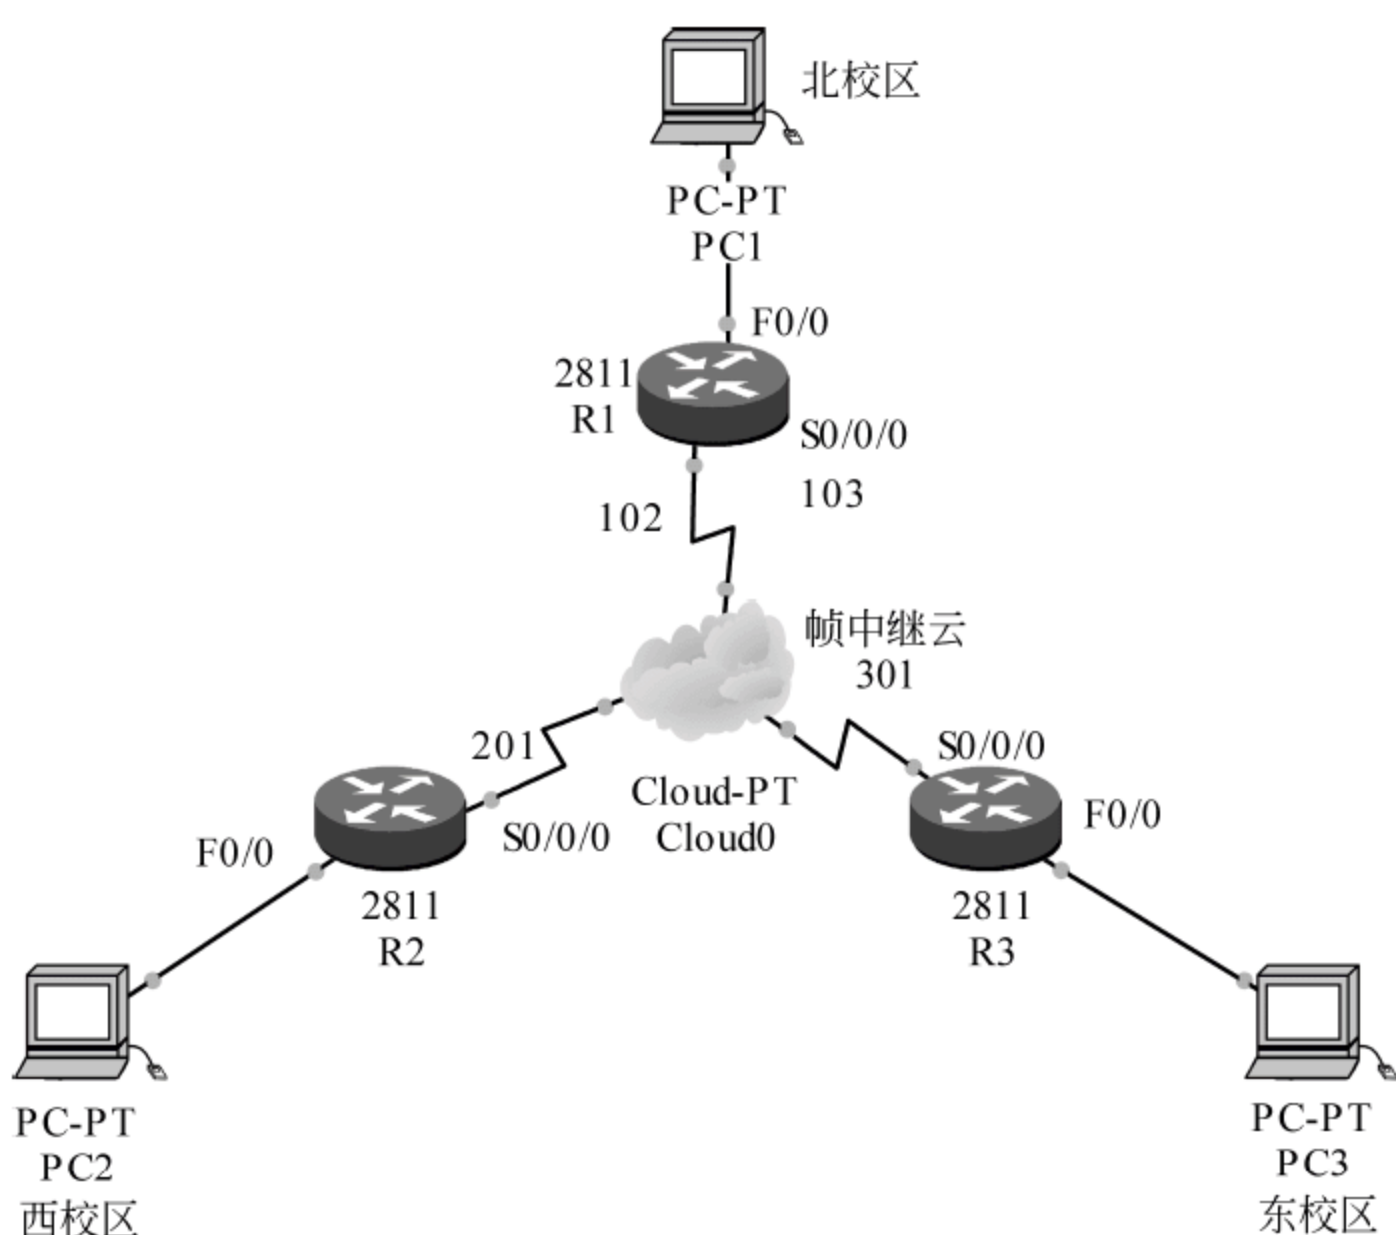 北校区
PC-PT
PC1
F0/0
2811
R1
S0/0/0
103
102
帧中继云
301
201
S0/0/0
Cloud-PT
Cloud0
S0/0/0
F0/0
F0/0
2811
R2
2811
R3
PC-PT
PC2
西校区
PC-PT
PC3
东校区